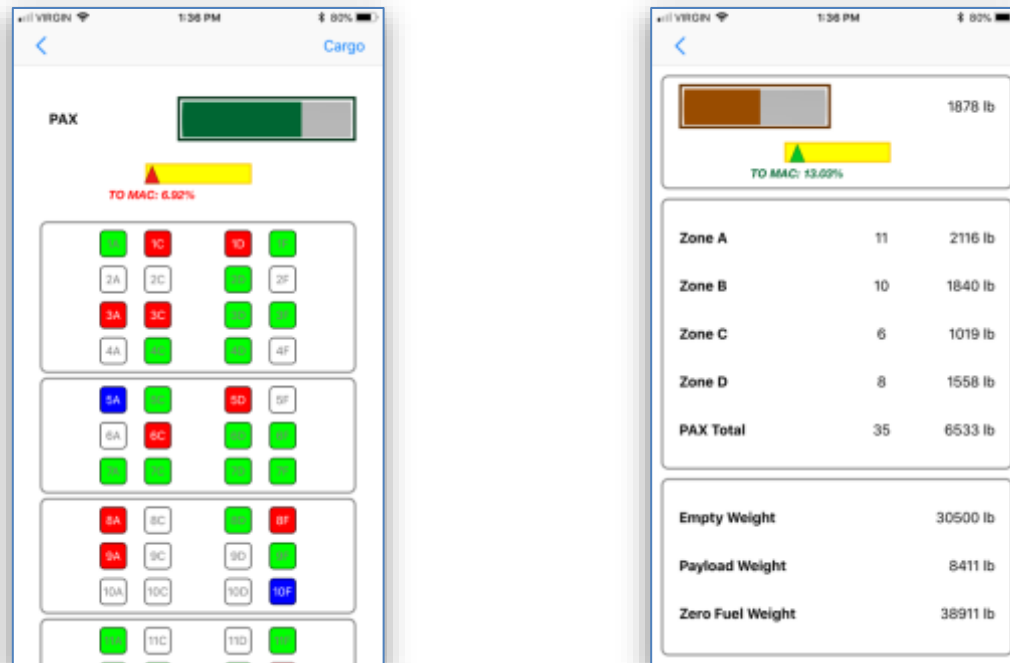 VIRGIN 1:36 PM 80%
Cargo
PAX
TO MAC: 6.92%
1A 1C 1D 1F
2A 2C 2D 2F
3A 3C 3D 3F
4A 4C 4D 4F
5A 5C 5D 5F
6A 6C 6D 6F
7A 7C 7D 7F
8A 8C 8D 8F
9A 9C 9D 9F
10A 10C 10D 10F
11A 11C 11D 11F
VIRGIN 1:36 PM 80%
1878 lb
TO MAC: 13.03%
Zone A 11 2116 lb
Zone B 10 1840 lb
Zone C 6 1019 lb
Zone D 8 1558 lb
PAX Total 35 6533 lb
Empty Weight 30500 lb
Payload Weight 8411 lb
Zero Fuel Weight 38911 lb